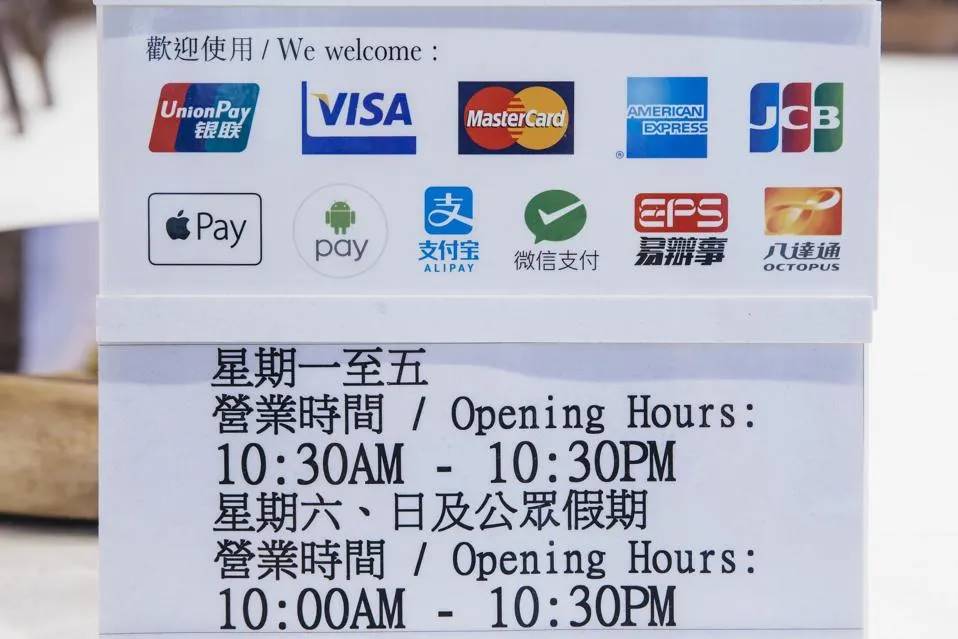 歡迎使用 / We welcome :
UnionPay 银联 VISA MasterCard AMERICAN EXPRESS ® JCB
Pay pay 支 支付宝 ALIPAY 微信支付 EPS 易辦事 八達通 OCTOPUS
星期一至五
營業時間 / Opening Hours:
10:30AM - 10:30PM
星期六、日及公眾假期
營業時間 / Opening Hours:
10:00AM - 10:30PM